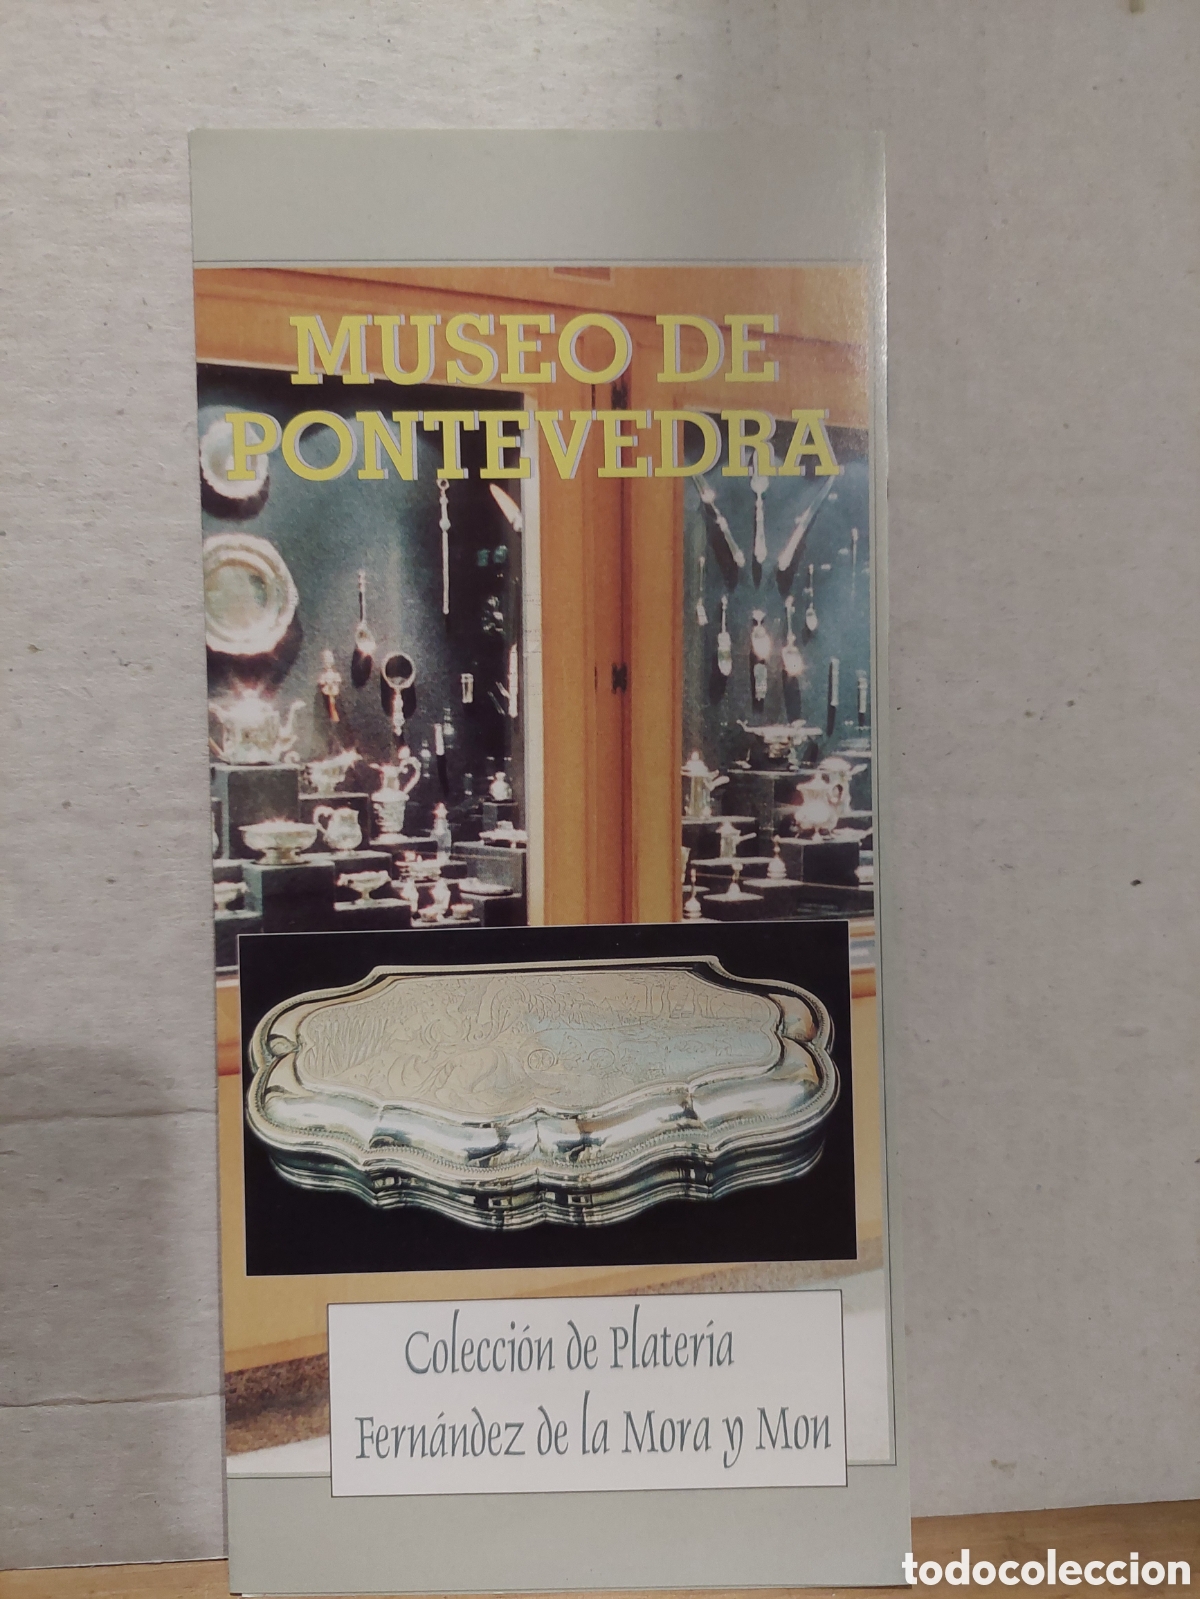 MUSEO DE
PONTEVEDRA
Colección de Platería
Fernández de la Mora y Mon
todocoleccion